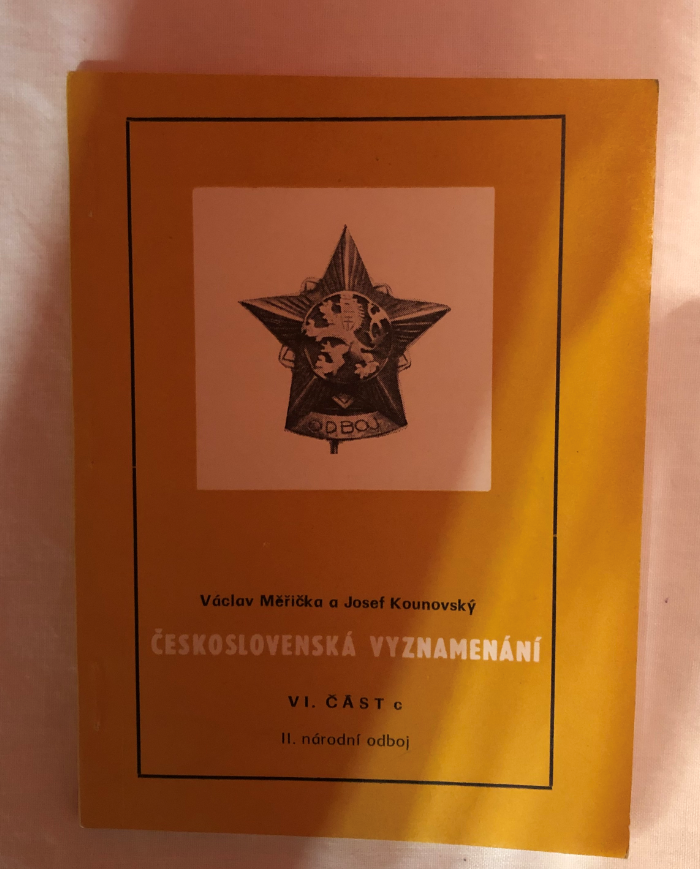 ODBOJ
Václav Měřička a Josef Kounovský
ČESKOSLOVENSKÁ VYZNAMENÁNÍ
VI. ČÁST c
II. národní odboj